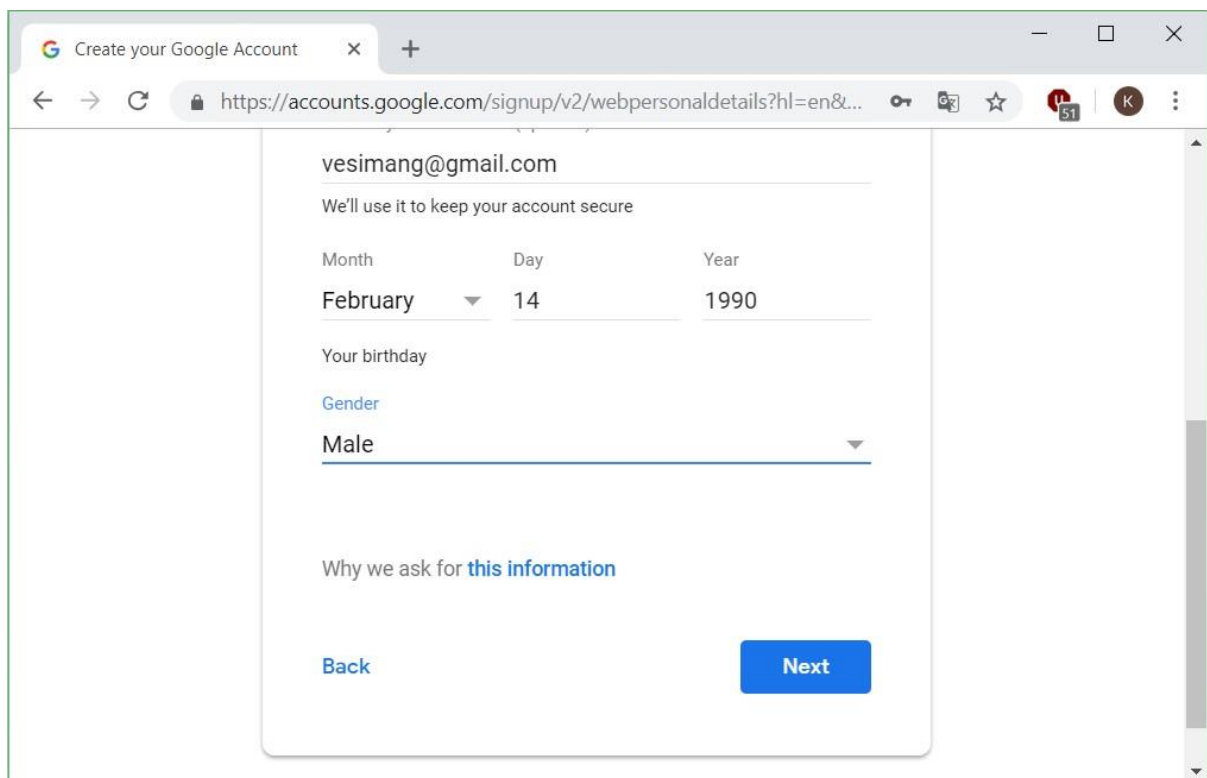 Create your Google Account
https://accounts.google.com/signup/v2/webpersonaldetails?hl=en&...
51
K
vesimang@gmail.com
We'll use it to keep your account secure
Month Day Year
February 14 1990
Your birthday
Gender
Male
Why we ask for this information
Back Next